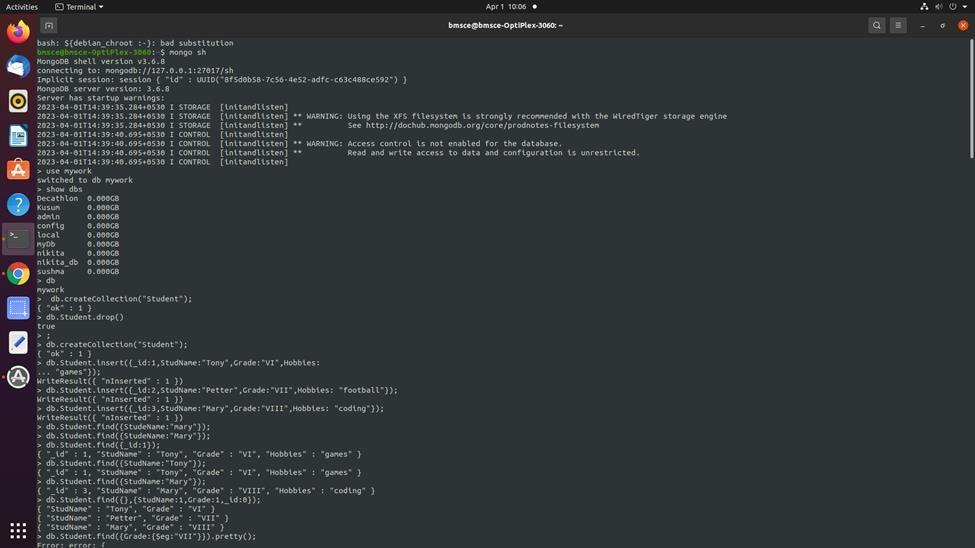 Activities Terminal Apr 1 10:06
bmsce@bmsce-OptiPlex-3060: ~
bash: ${debian_chroot :-}: bad substitution
bmsce@bmsce-OptiPlex-3060:~$ mongo sh
MongoDB shell version v3.6.8
connecting to: mongodb://127.0.0.1:27017/sh
Implicit session: session { "id" : UUID("8f5d0b58-7c56-4e52-adfc-c63c488ce592") }
MongoDB server version: 3.6.8
Server has startup warnings:
2023-04-01T14:39:35.284+0530 I STORAGE  [initandlisten]
2023-04-01T14:39:35.284+0530 I STORAGE  [initandlisten] ** WARNING: Using the XFS filesystem is strongly recommended with the WiredTiger storage engine
2023-04-01T14:39:35.284+0530 I STORAGE  [initandlisten] **          See http://dochub.mongodb.org/core/prodnotes-filesystem
2023-04-01T14:39:40.695+0530 I CONTROL  [initandlisten]
2023-04-01T14:39:40.695+0530 I CONTROL  [initandlisten] ** WARNING: Access control is not enabled for the database.
2023-04-01T14:39:40.695+0530 I CONTROL  [initandlisten] **          Read and write access to data and configuration is unrestricted.
2023-04-01T14:39:40.695+0530 I CONTROL  [initandlisten]
> use mywork
switched to db mywork
> show dbs
Decathlon  0.000GB
Kusum      0.000GB
admin      0.000GB
config     0.000GB
local      0.000GB
myDb       0.000GB
nikita     0.000GB
nikita_db  0.000GB
sushma     0.000GB
> db
mywork
>  db.createCollection("Student");
{ "ok" : 1 }
> db.Student.drop()
true
> ;
> db.createCollection("Student");
{ "ok" : 1 }
> db.Student.insert({_id:1,StudName:"Tony",Grade:"VI",Hobbies:
... "games"});
WriteResult({ "nInserted" : 1 })
> db.Student.insert({_id:2,StudName:"Petter",Grade:"VII",Hobbies: "football"});
WriteResult({ "nInserted" : 1 })
> db.Student.insert({_id:3,StudName:"Mary",Grade:"VIII",Hobbies: "coding"});
WriteResult({ "nInserted" : 1 })
> db.Student.find({StudeName:"mary"});
> db.Student.find({StudeName:"Mary"});
> db.Student.find({_id:1});
{ "_id" : 1, "StudName" : "Tony", "Grade" : "VI", "Hobbies" : "games" }
> db.Student.find({StudName:"Tony"});
{ "_id" : 1, "StudName" : "Tony", "Grade" : "VI", "Hobbies" : "games" }
> db.Student.find({StudName:"Mary"});
{ "_id" : 3, "StudName" : "Mary", "Grade" : "VIII", "Hobbies" : "coding" }
> db.Student.find({},{StudName:1,Grade:1,_id:0});
{ "StudName" : "Tony", "Grade" : "VI" }
{ "StudName" : "Petter", "Grade" : "VII" }
{ "StudName" : "Mary", "Grade" : "VIII" }
> db.Student.find({Grade:{$eg:"VII"}}).pretty();
Error: error: {